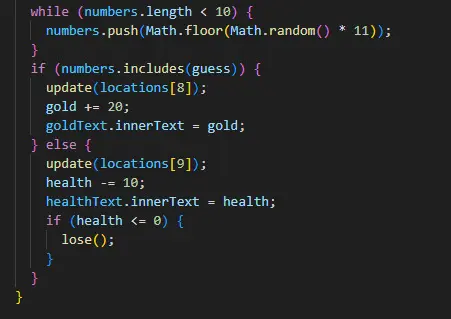 while (numbers.length < 10) {
numbers.push(Math.floor(Math.random() * 11));
}
if (numbers.includes(guess)) {
update(locations[8]);
gold += 20;
goldText.innerText = gold;
} else {
update(locations[9]);
health -= 10;
healthText.innerText = health;
if (health <= 0) {
lose();
}
}
}